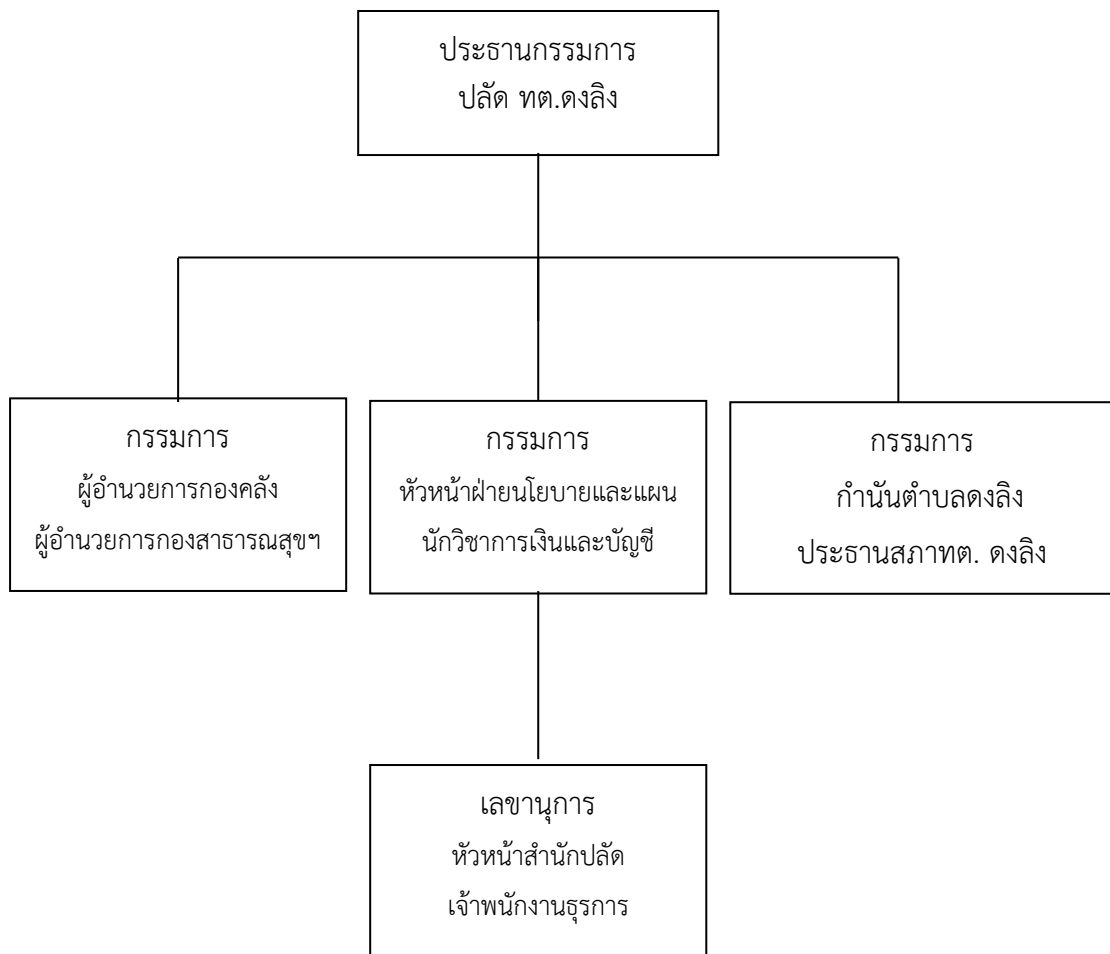 ประธานกรรมการ
ปลัด ทต.ดงลิง
กรรมการ
ผู้อำนวยการกองคลัง
ผู้อำนวยการกองสาธารณสุขฯ
กรรมการ
หัวหน้าฝ่ายนโยบายและแผน
นักวิชาการเงินและบัญชี
กรรมการ
กำนันตำบลดงลิง
ประธานสภาทต. ดงลิง
เลขานุการ
หัวหน้าสำนักปลัด
เจ้าพนักงานธุรการ